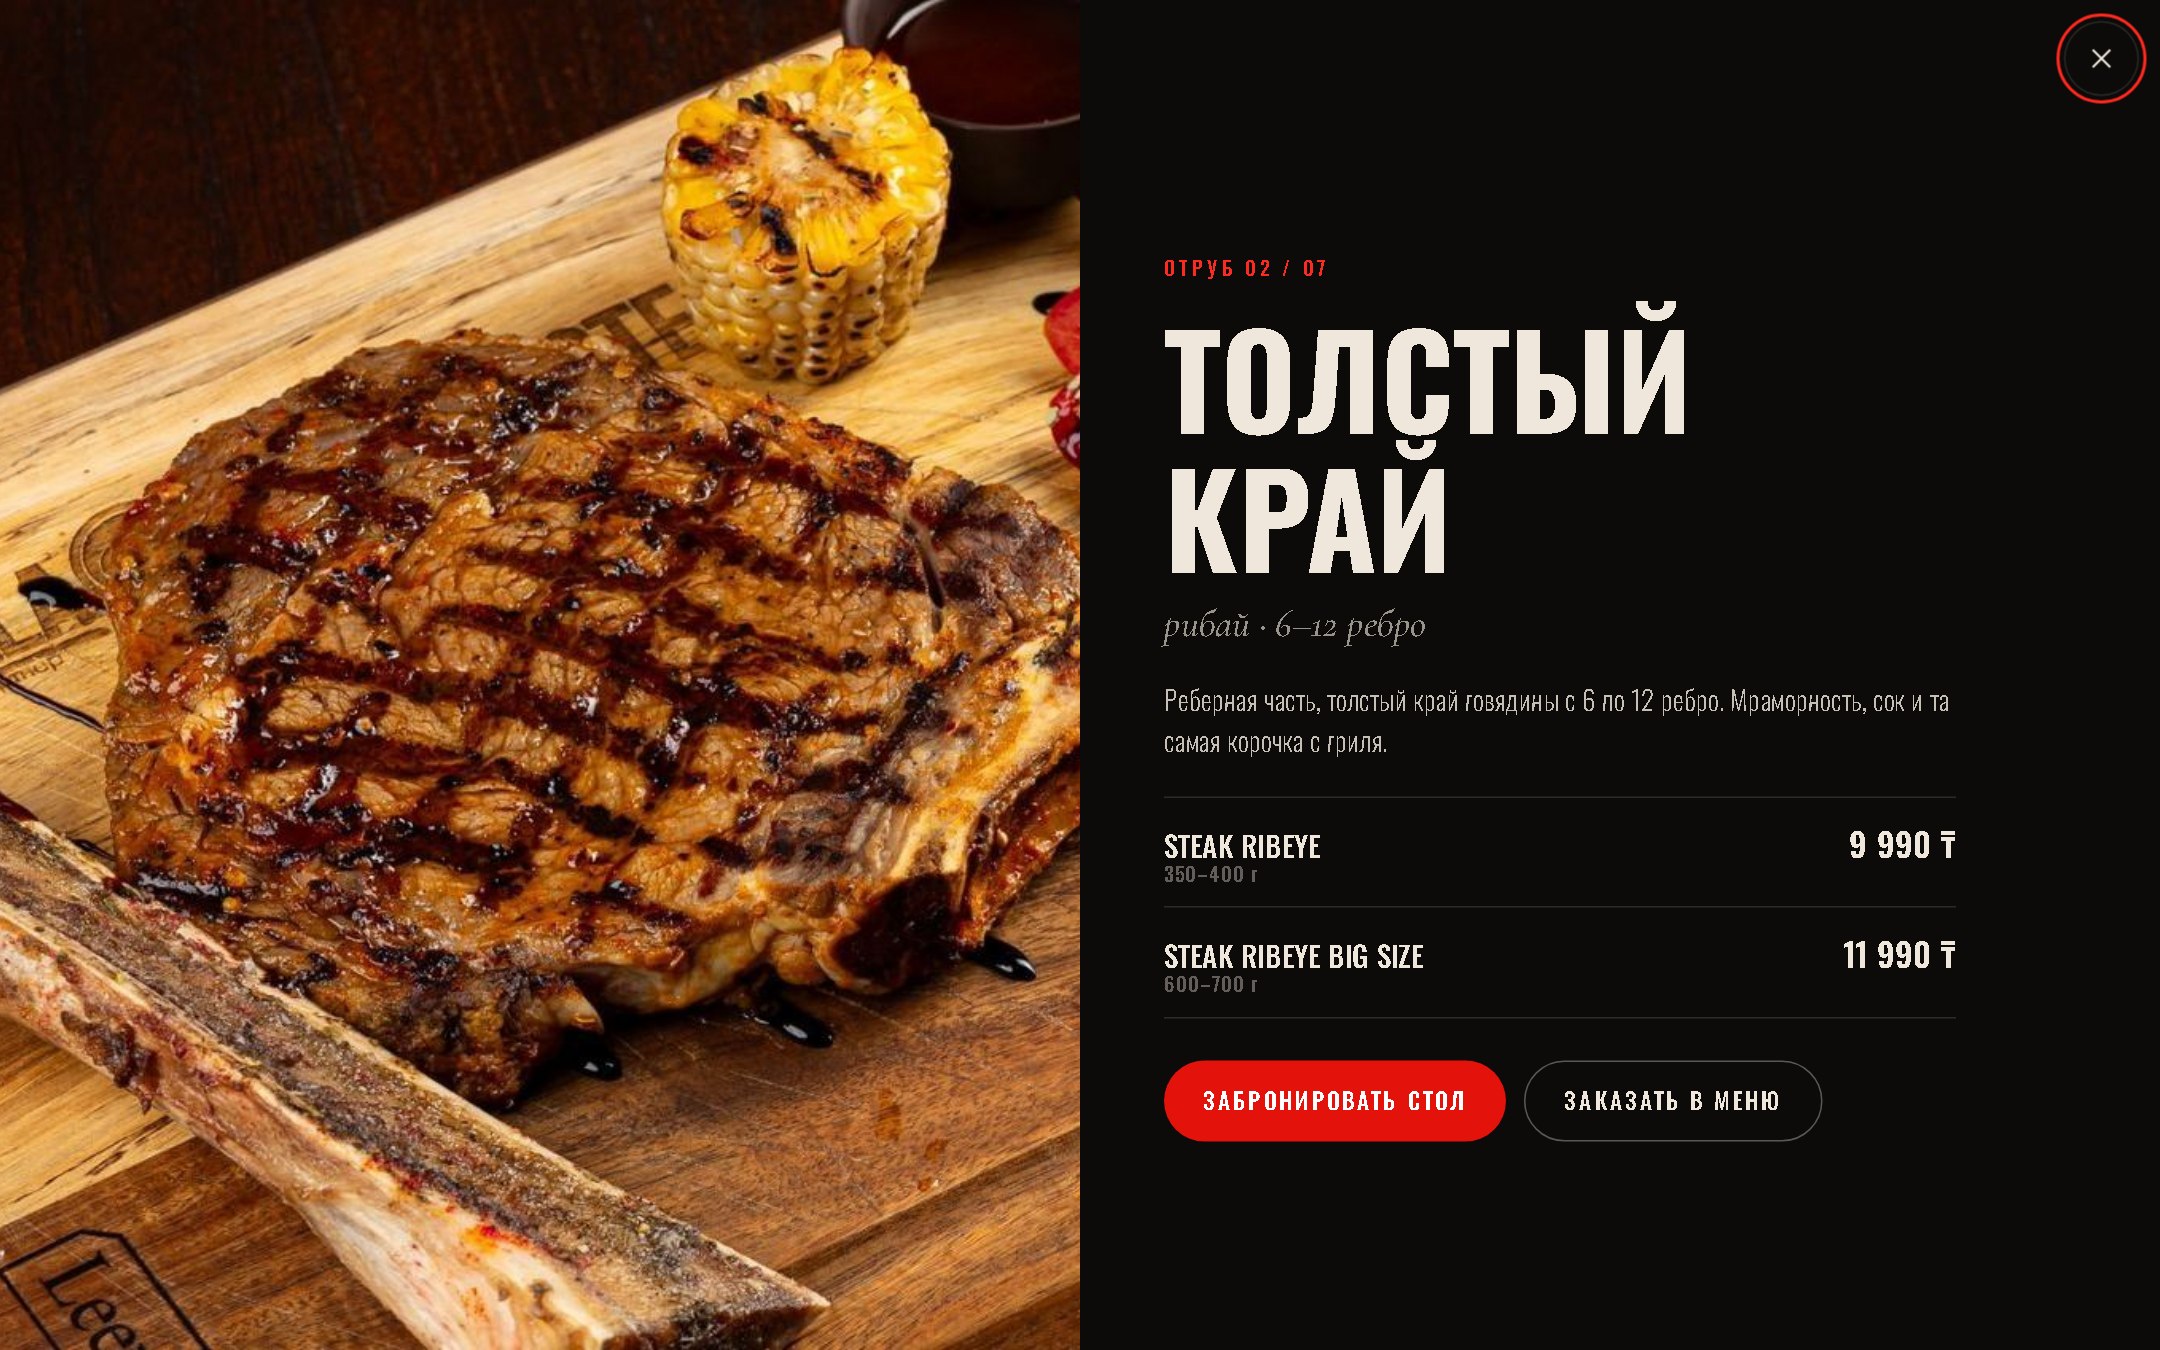 ОТРУБ 02 / 07
ТОЛСТЫЙ
КРАЙ
рибай · 6–12 ребро
Реберная часть, толстый край говядины с 6 по 12 ребро. Мраморность, сок и та
самая корочка с гриля.
STEAK RIBEYE
9 990 ₸
350–400 г
STEAK RIBEYE BIG SIZE
11 990 ₸
600–700 г
ЗАБРОНИРОВАТЬ СТОЛ
ЗАКАЗАТЬ В МЕНЮ